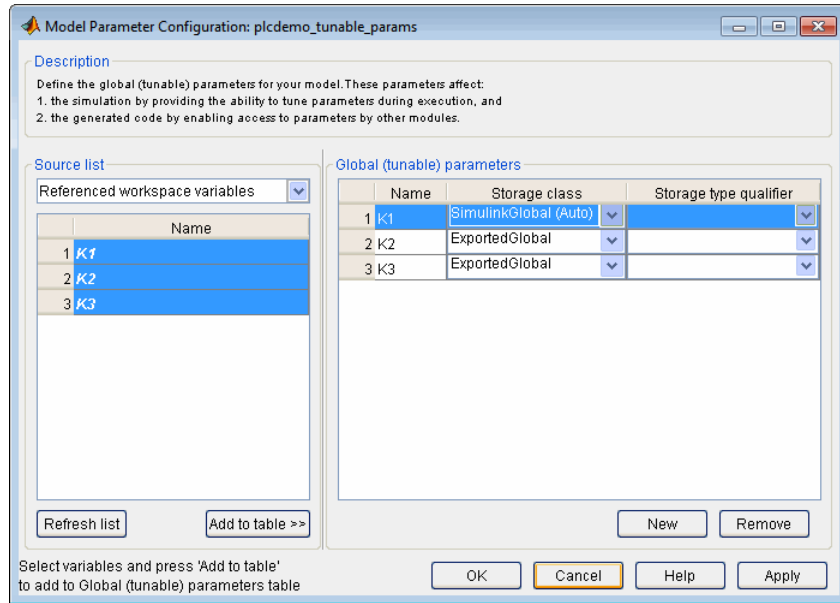 Model Parameter Configuration: plcdemo_tunable_params
Description
Define the global (tunable) parameters for your model.These parameters affect:
1. the simulation by providing the ability to tune parameters during execution, and
2. the generated code by enabling access to parameters by other modules.
Source list
Referenced workspace variables
Name
1 K1
2 K2
3 K3
Refresh list
Add to table >>
Global (tunable) parameters
Name Storage class Storage type qualifier
1 K1 SimulinkGlobal (Auto)
2 K2 ExportedGlobal
3 K3 ExportedGlobal
New
Remove
Select variables and press 'Add to table'
to add to Global (tunable) parameters table
OK
Cancel
Help
Apply